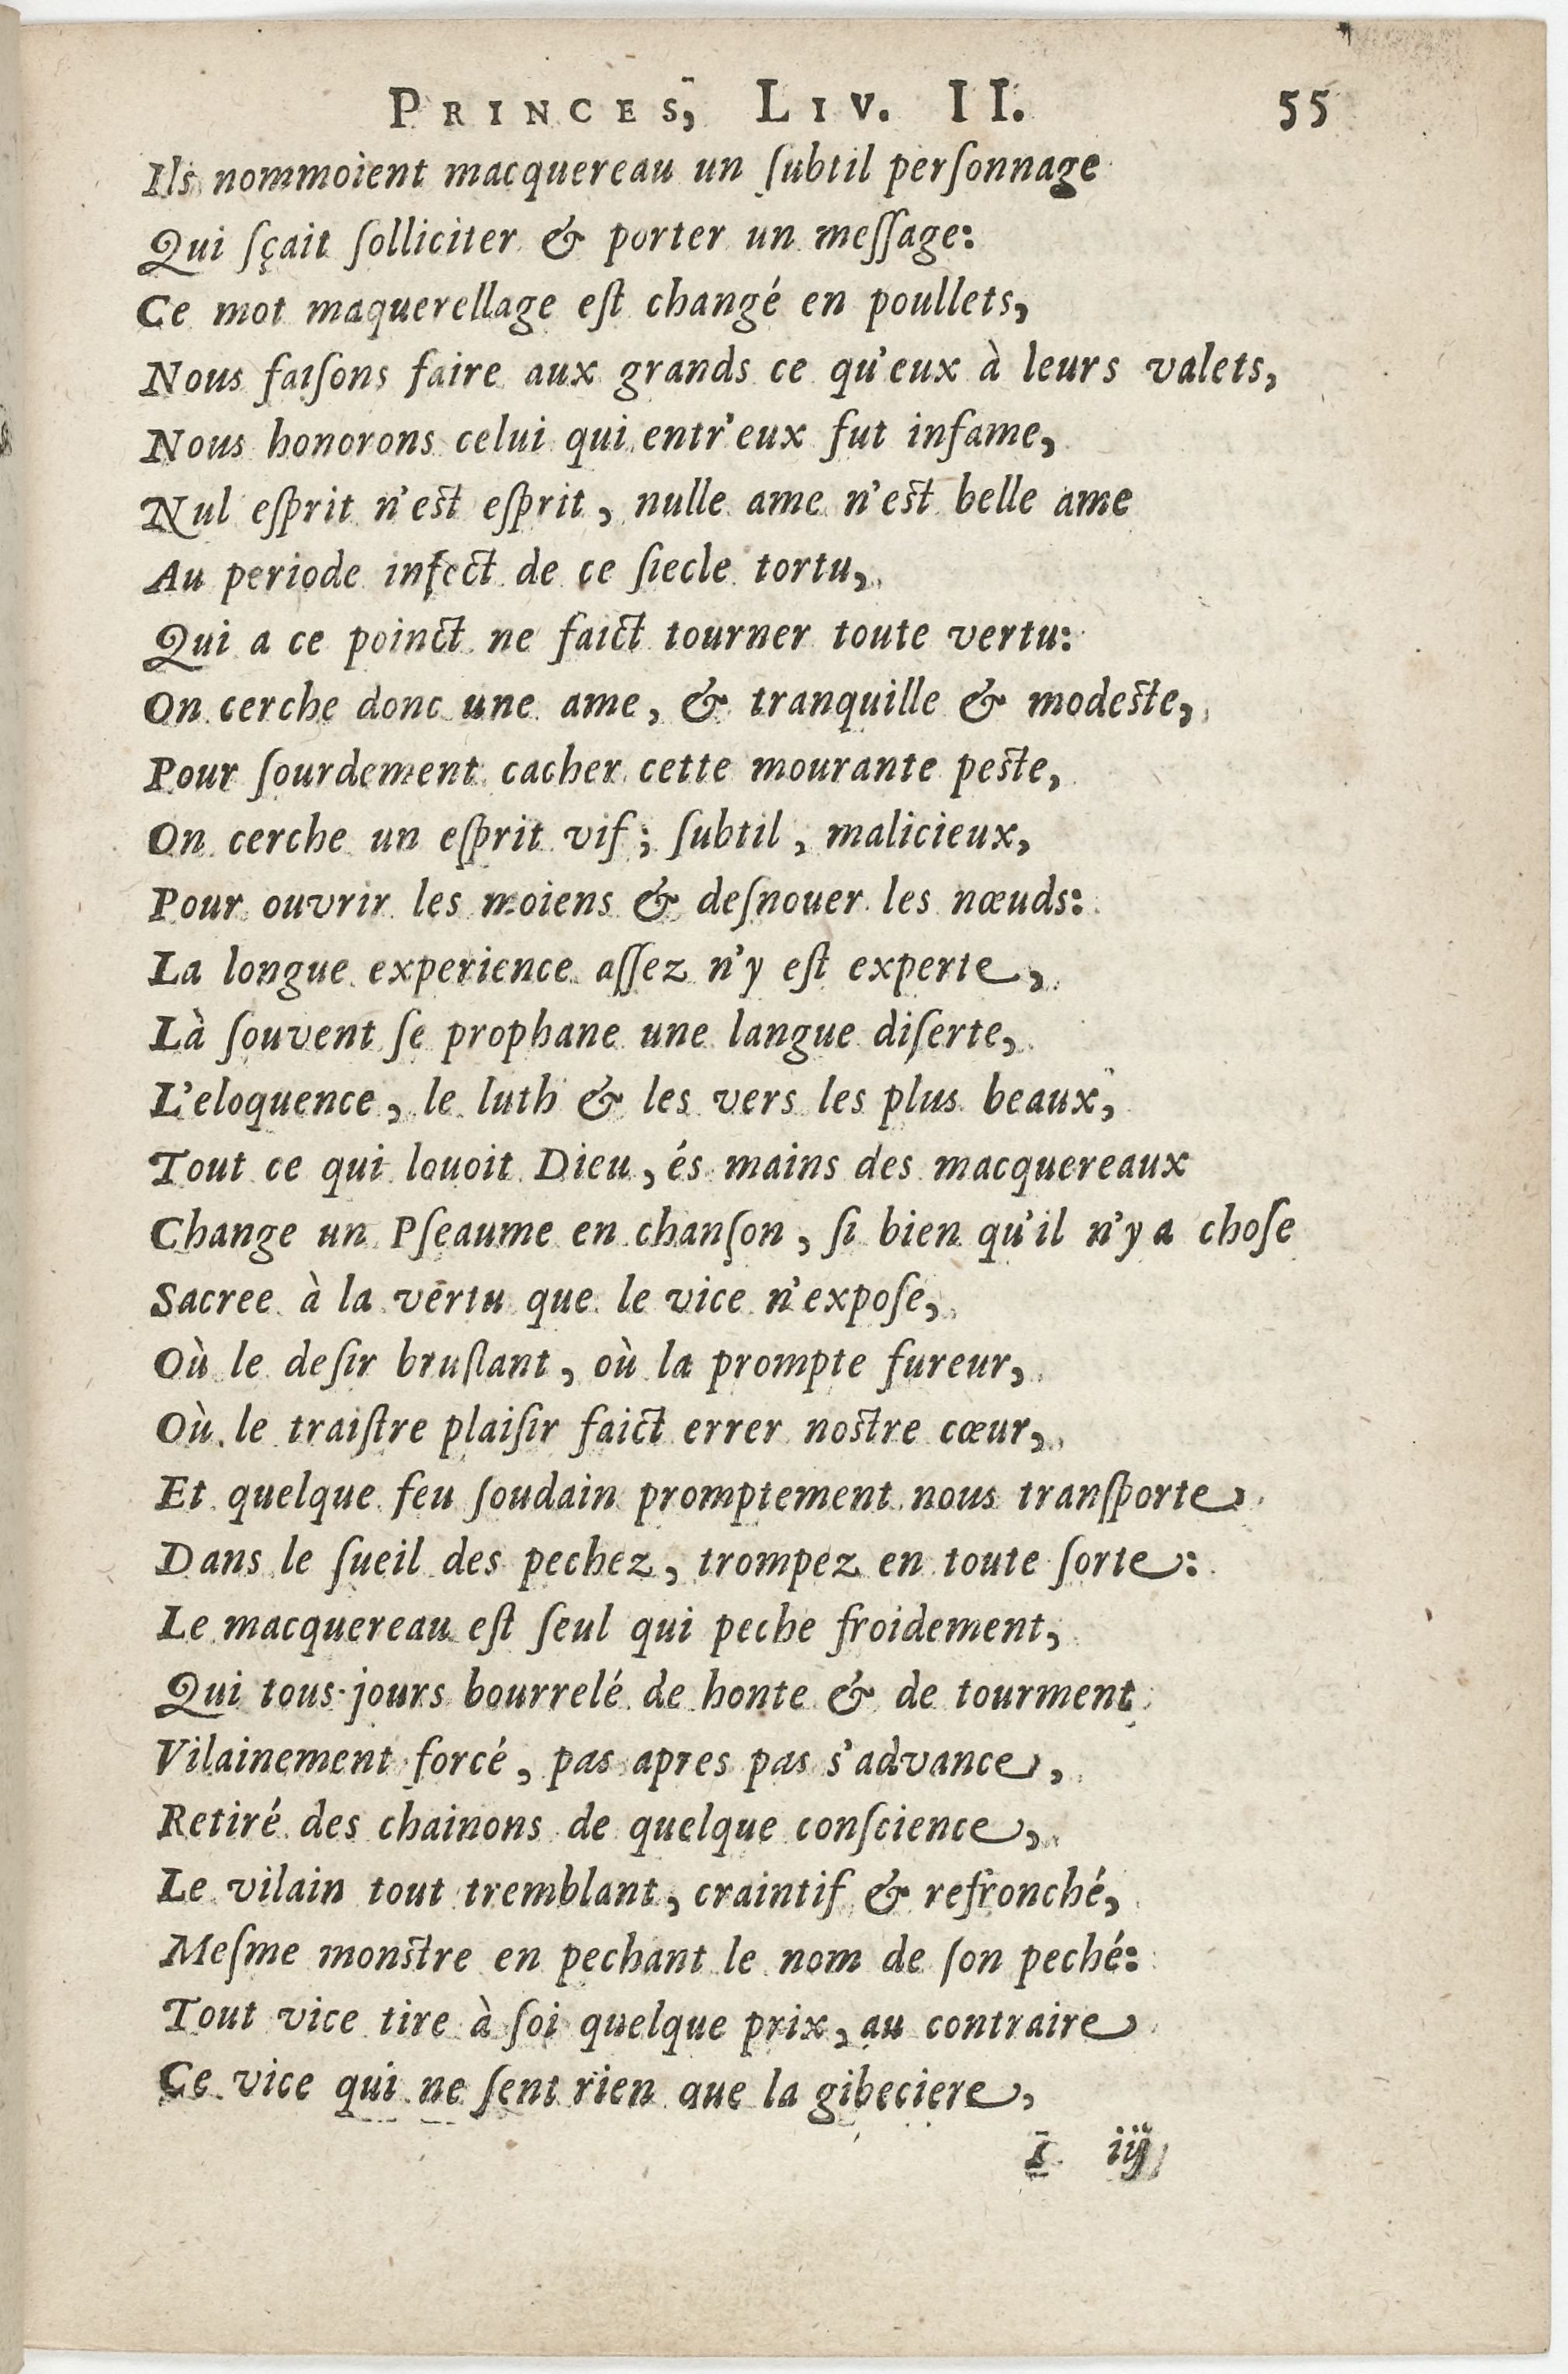 PRINCES, LIV. II. 55
Ils nommoient macquereau un ſubtil perſonnage
Qui ſçait ſolliciter & porter un meſſage:
Ce mot maquerellage eſt changé en poullets,
Nous faiſons faire aux grands ce qu'eux à leurs valets,
Nous honorons celui qui entr'eux fut infame,
Nul eſprit n'eſt eſprit, nulle ame n'eſt belle ame
Au periode infect de ce ſiecle tortu,
Qui a ce poinct ne faict tourner toute vertu:
On cerche donc une ame, & tranquille & modeſte,
Pour ſourdement cacher cette mourante peſte,
On cerche un eſprit vif; ſubtil, malicieux,
Pour ouvrir les moiens & deſnouer les nœuds:
La longue experience aſſez n'y eſt experte,
Là ſouvent ſe prophane une langue diſerte,
L'eloquence, le luth & les vers les plus beaux,
Tout ce qui louoit Dieu, és mains des macquereaux
Change un Pſeaume en chanſon, ſi bien qu'il n'y a choſe
Sacree à la vertu que le vice n'expoſe,
Où le deſir bruſlant, où la prompte fureur,
Où le traiſtre plaiſir faict errer noſtre cœur,
Et quelque feu ſoudain promptement nous tranſporte
Dans le ſueil des pechez, trompez en toute ſorte:
Le macquereau eſt ſeul qui peche froidement,
Qui tous-jours bourrelé de honte & de tourment
Vilainement forcé, pas apres pas s'advance,
Retiré des chainons de quelque conſcience,
Le vilain tout tremblant, craintif & refronché,
Meſme monſtre en pechant le nom de ſon peché:
Tout vice tire à ſoi quelque prix, au contraire
Ce vice qui ne ſent rien que la gibeciere,
I iij